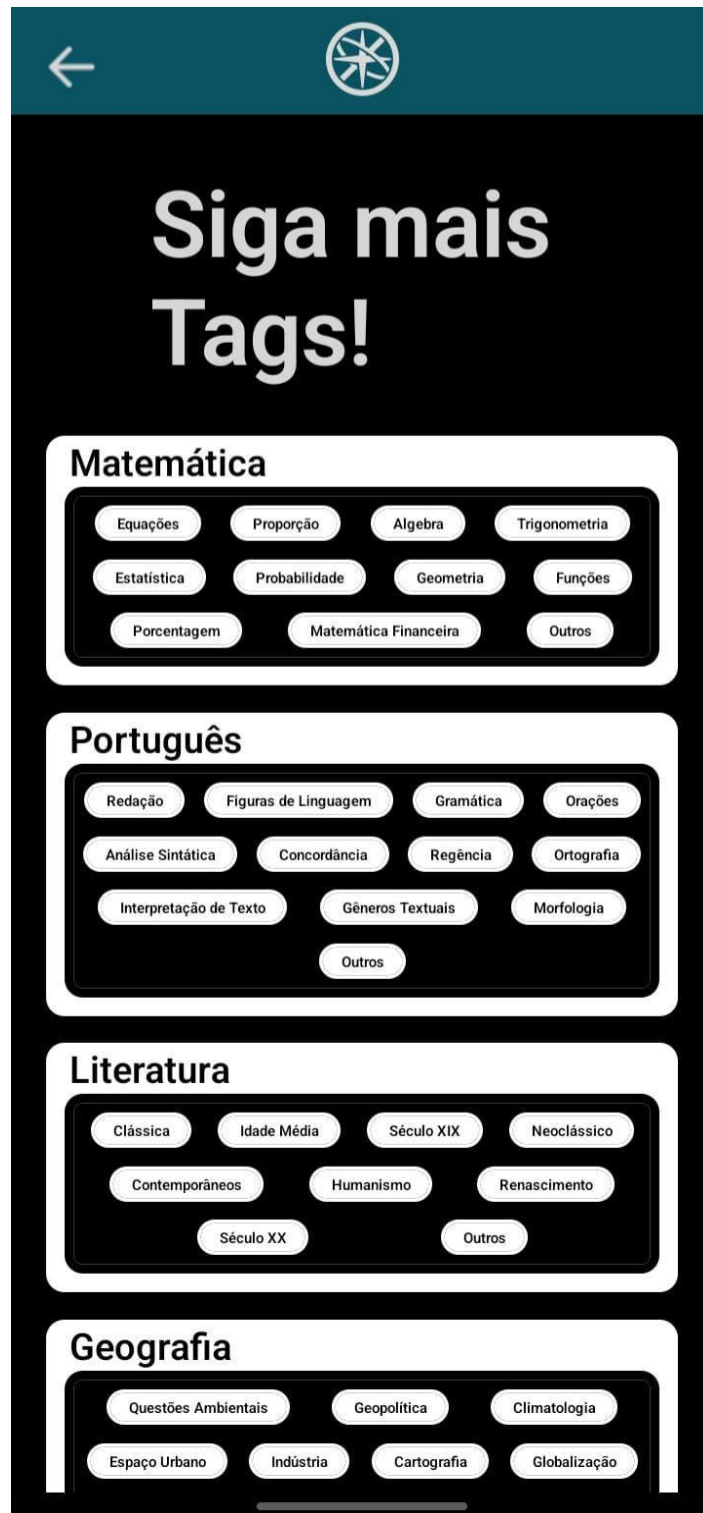 Siga mais
Tags!
Matemática
Equações Proporção Algebra Trigonometria
Estatística Probabilidade Geometria Funções
Porcentagem Matemática Financeira Outros
Português
Redação Figuras de Linguagem Gramática Orações
Análise Sintática Concordância Regência Ortografia
Interpretação de Texto Gêneros Textuais Morfologia
Outros
Literatura
Clássica Idade Média Século XIX Neoclássico
Contemporâneos Humanismo Renascimento
Século XX Outros
Geografia
Questões Ambientais Geopolítica Climatologia
Espaço Urbano Indústria Cartografia Globalização